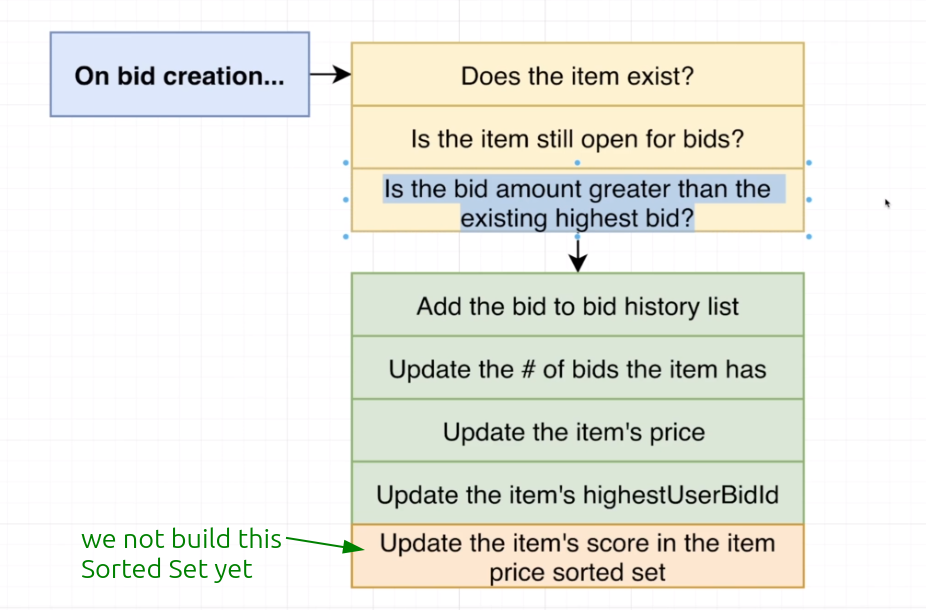 On bid creation...
Does the item exist?
Is the item still open for bids?
Is the bid amount greater than the
existing highest bid?
Add the bid to bid history list
Update the # of bids the item has
Update the item's price
Update the item's highestUserBidId
we not build this
Sorted Set yet
Update the item's score in the item
price sorted set